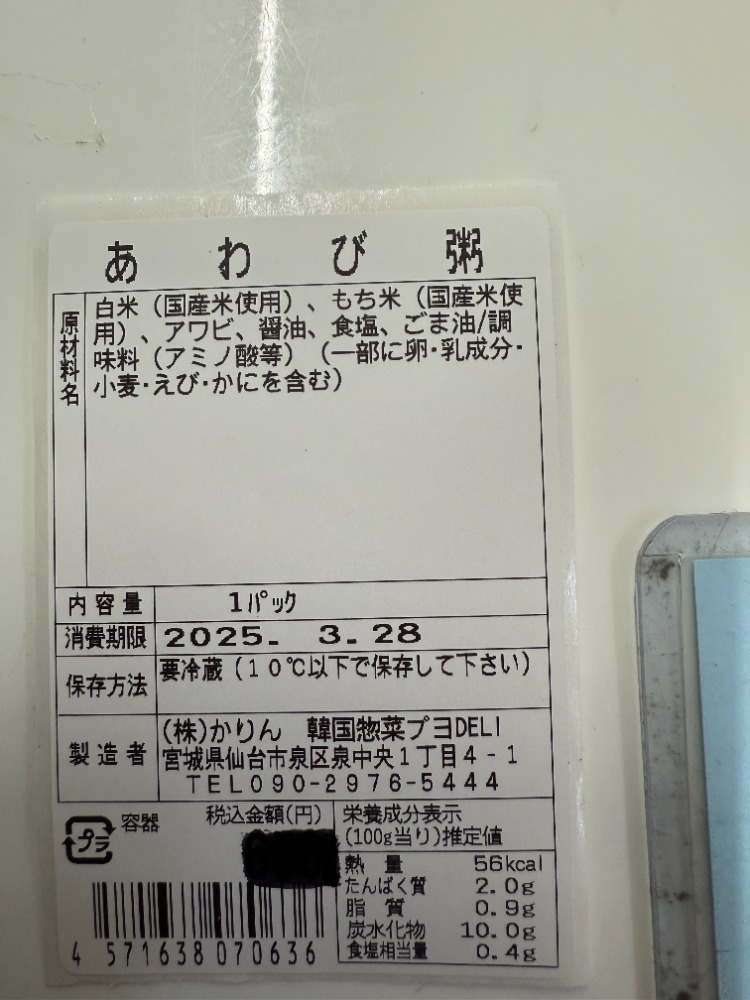 あわび粥
原材料名
白米(国産米使用)、もち米(国産米使
用)、アワビ、醤油、食塩、ごま油/調
味料(アミノ酸等) (一部に卵・乳成分・
小麦・えび・かにを含む)
内容量 1パック
消費期限 2025. 3.28
保存方法 要冷蔵(10℃以下で保存して下さい)
製造者
(株)かりん 韓国惣菜プヨDELI
宮城県仙台市泉区泉中央1丁目4-1
TEL090-2976-5444
プラ 容器 税込金額(円)
栄養成分表示
(100g当り)推定値
熱量 56kcal
たんぱく質 2.0g
脂質 0.9g
炭水化物 10.0g
食塩相当量 0.4g
4 571638 070636